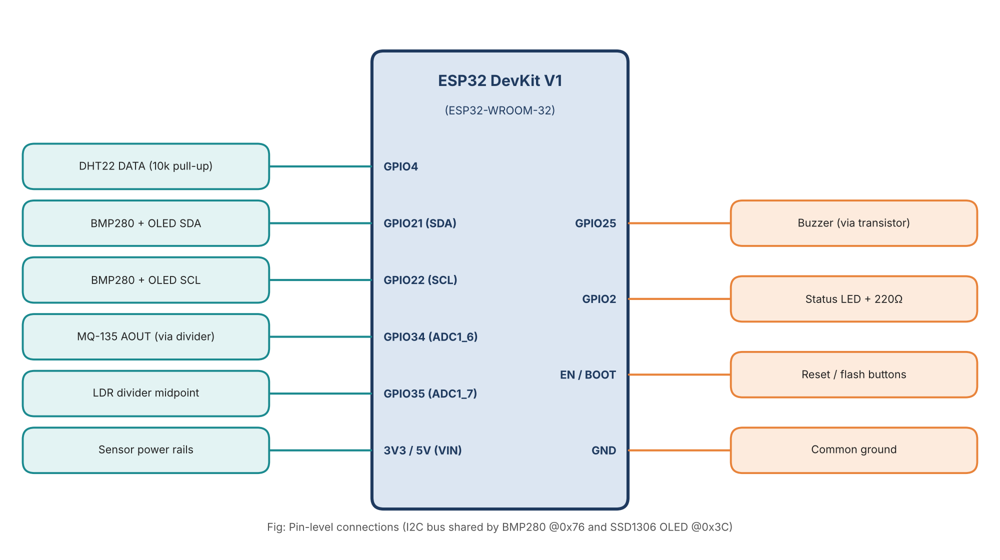 ESP32 DevKit V1
(ESP32-WROOM-32)
DHT22 DATA (10k pull-up)
GPIO4
BMP280 + OLED SDA
GPIO21 (SDA)
GPIO25
Buzzer (via transistor)
BMP280 + OLED SCL
GPIO22 (SCL)
GPIO2
Status LED + 220Ω
MQ-135 AOUT (via divider)
GPIO34 (ADC1_6)
EN / BOOT
Reset / flash buttons
LDR divider midpoint
GPIO35 (ADC1_7)
Sensor power rails
3V3 / 5V (VIN)
GND
Common ground
Fig: Pin-level connections (I2C bus shared by BMP280 @0x76 and SSD1306 OLED @0x3C)